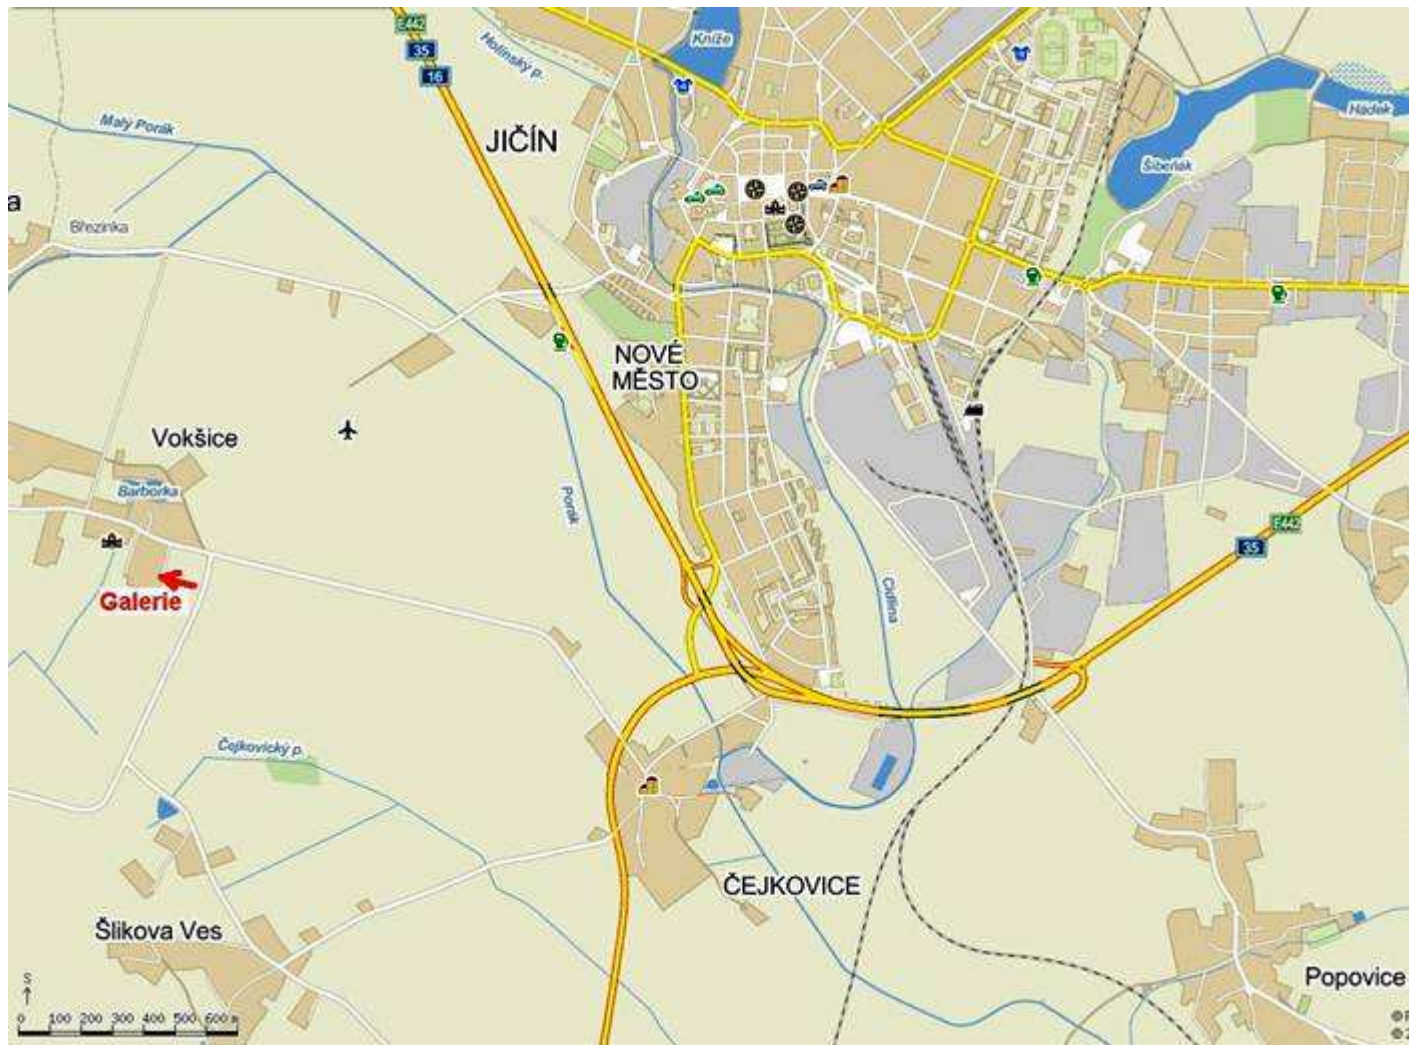 E442
35
16
Kníže
Holínský p.
Hádek
Malý Porák
JIČÍN
Šibeňák
a
Březinka
NOVÉ
MĚSTO
Vokšice
Barborka
Porák
E442
35
Galerie
Cidlina
Čejkovický p.
ČEJKOVICE
Šlikova Ves
Popovice
S
0 100 200 300 400 500 600 m